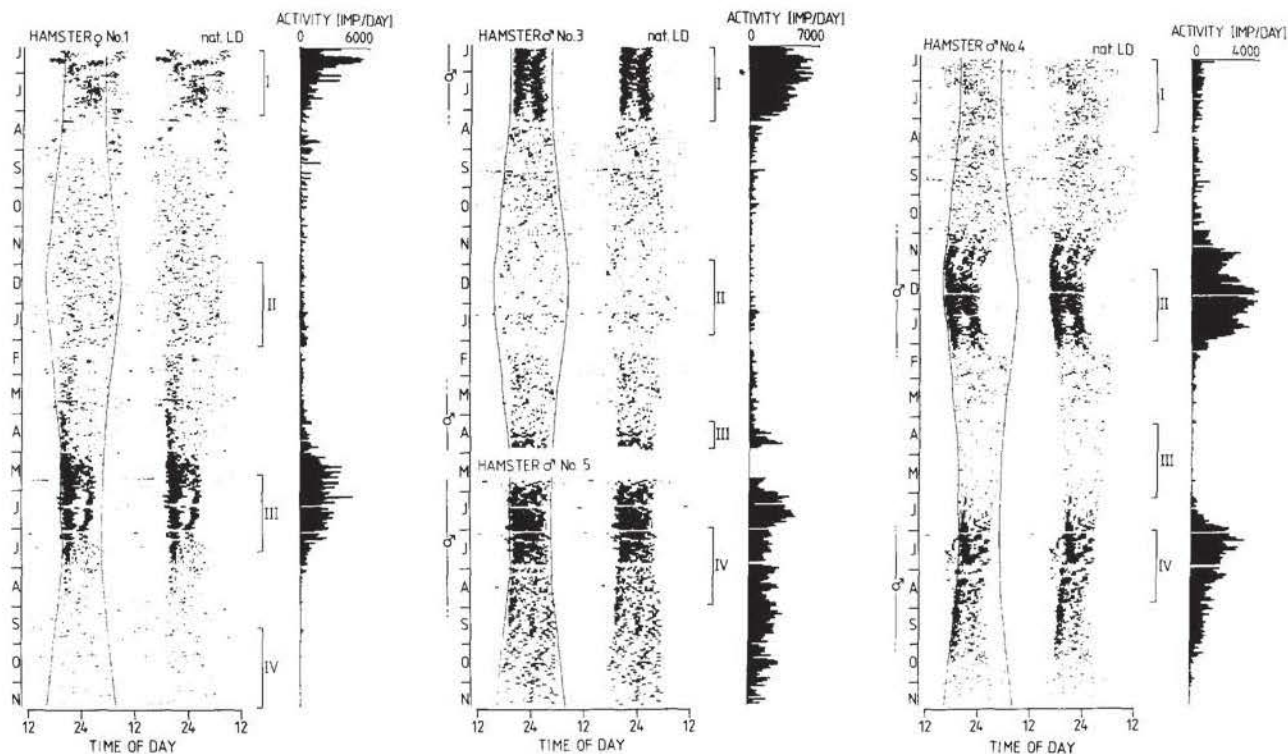 ACTIVITY [IMP/DAY]
0 6000
HAMSTER ♀ No.1 nat. LD
J
J
A
S
O
N
D
J
F
M
A
M
J
J
A
S
O
N
I
II
III
IV
12 24 12 24 12
TIME OF DAY
ACTIVITY [IMP/DAY]
0 7000
HAMSTER ♂ No.3 nat. LD
♂
J
J
A
S
O
N
D
J
F
M
A
M
J
J
A
S
O
N
♂
♂
HAMSTER ♂ No. 5
I
II
III
IV
12 24 12 24 12
TIME OF DAY
ACTIVITY [IMP/DAY]
0 4000
HAMSTER ♂ No.4 nat. LD
J
J
A
S
O
N
D
J
F
M
A
M
J
J
A
S
O
N
♂
♂
I
II
III
IV
12 24 12 24 12
TIME OF DAY